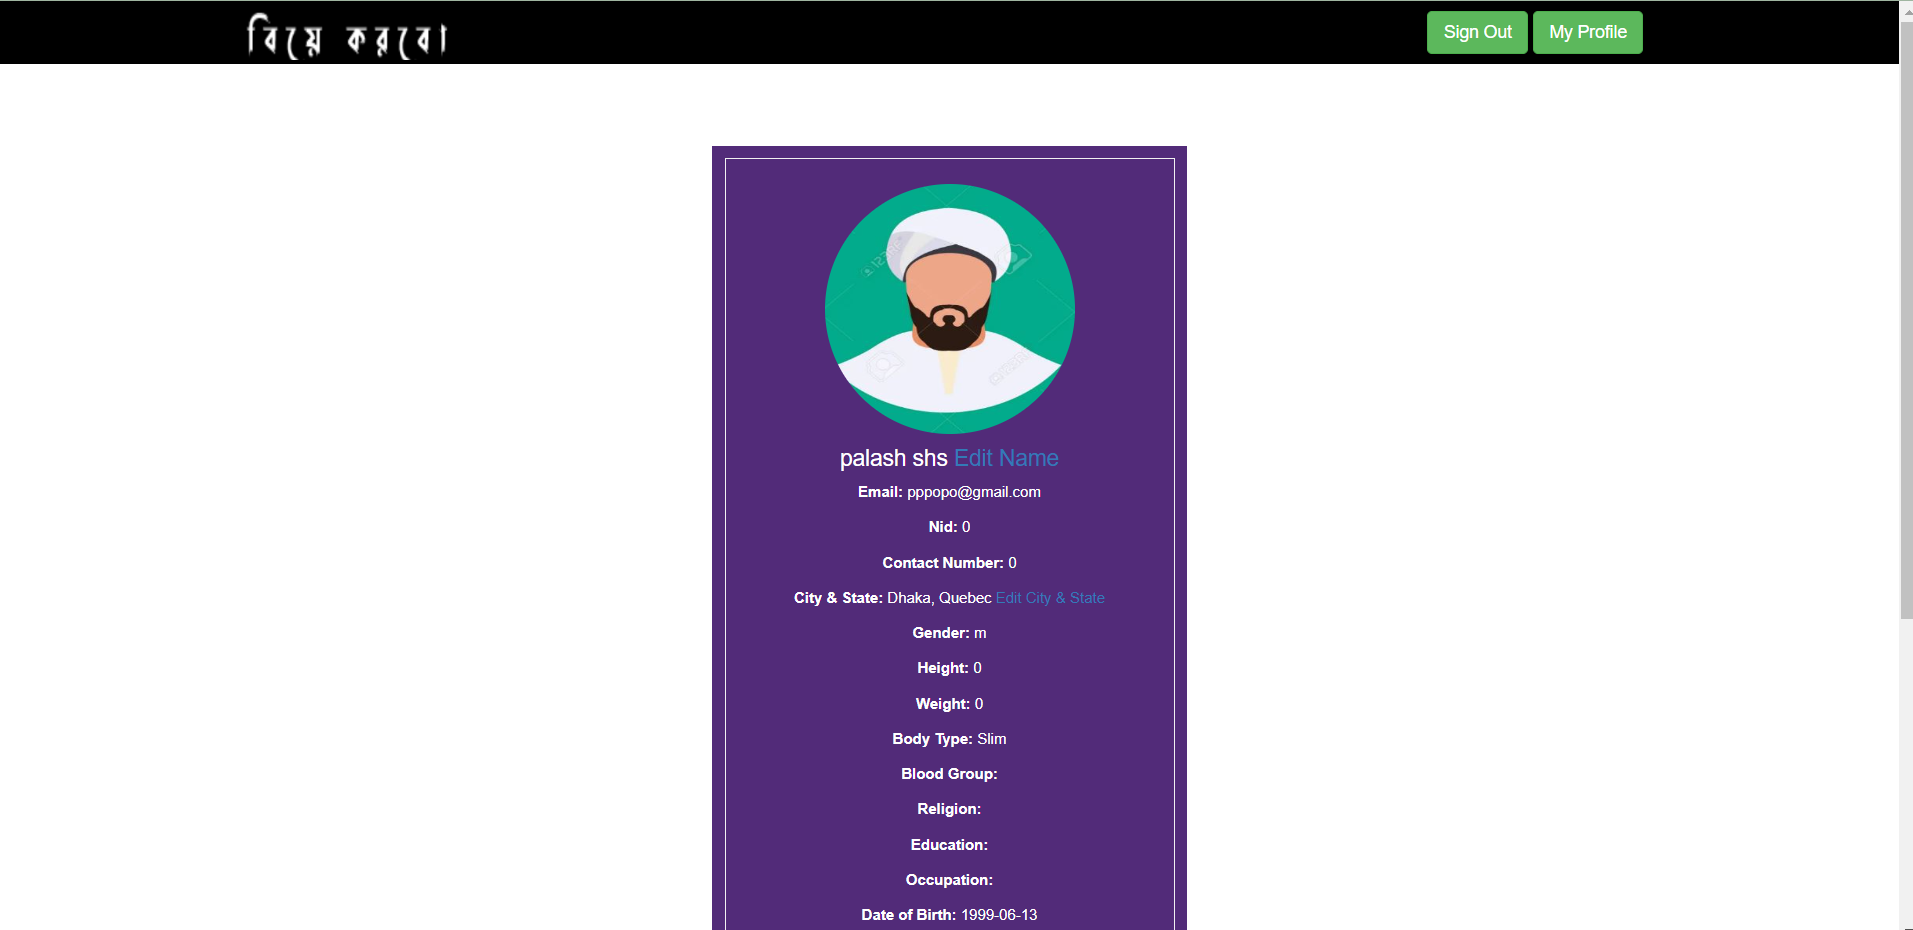 বিয়ে করবো
Sign Out My Profile
palash shs Edit Name
Email: pppopo@gmail.com
Nid: 0
Contact Number: 0
City & State: Dhaka, Quebec Edit City & State
Gender: m
Height: 0
Weight: 0
Body Type: Slim
Blood Group:
Religion:
Education:
Occupation:
Date of Birth: 1999-06-13